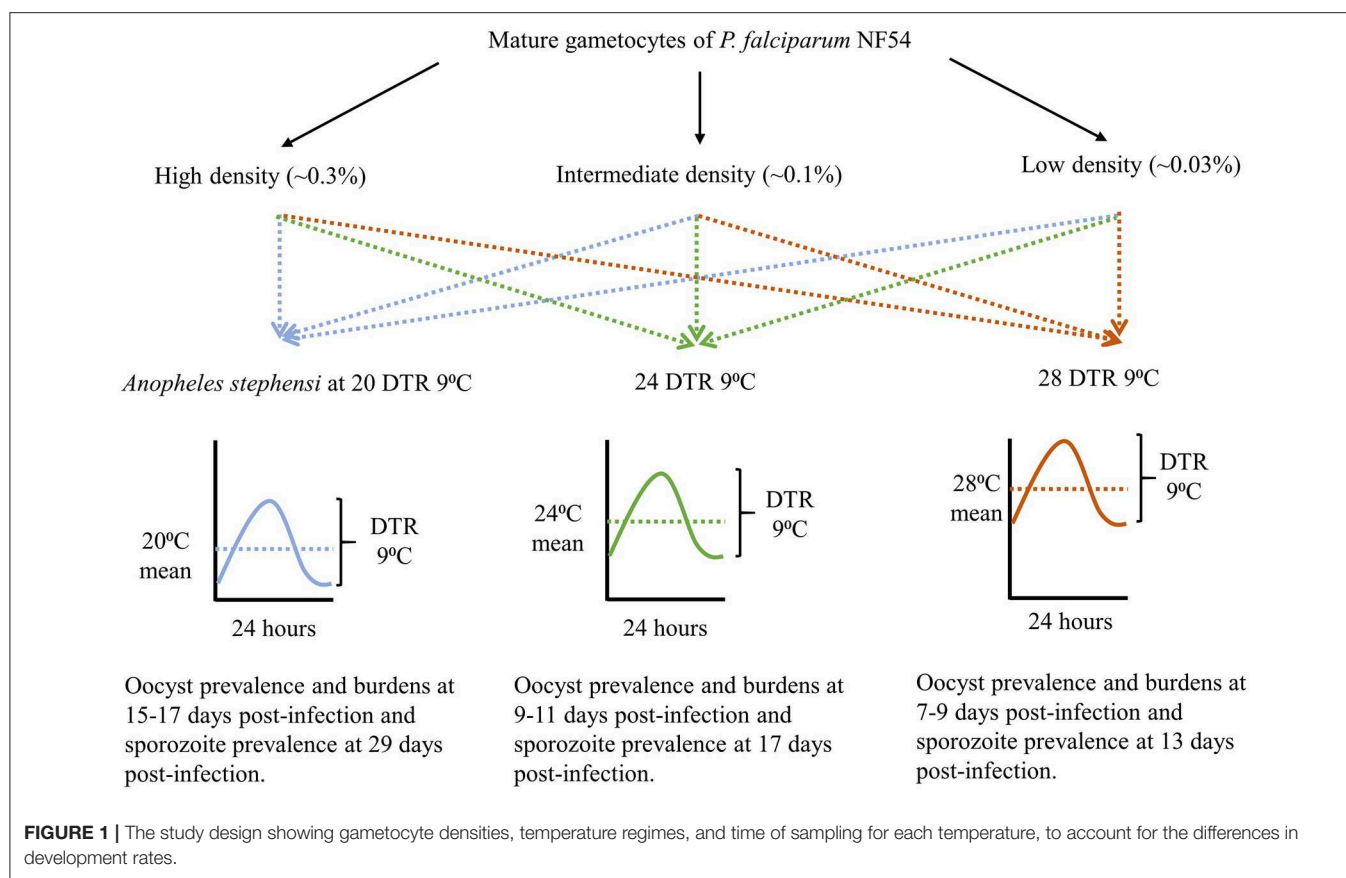 Mature gametocytes of P. falciparum NF54
High density (~0.3%)
Intermediate density (~0.1%)
Low density (~0.03%)
Anopheles stephensi at 20 DTR 9ºC
24 DTR 9ºC
28 DTR 9ºC
20ºC
mean
DTR
9ºC
24 hours
24ºC
mean
DTR
9ºC
24 hours
28ºC
mean
DTR
9ºC
24 hours
Oocyst prevalence and burdens at
15-17 days post-infection and
sporozoite prevalence at 29 days
post-infection.
Oocyst prevalence and burdens at
9-11 days post-infection and
sporozoite prevalence at 17 days
post-infection.
Oocyst prevalence and burdens at
7-9 days post-infection and
sporozoite prevalence at 13 days
post-infection.
FIGURE 1 | The study design showing gametocyte densities, temperature regimes, and time of sampling for each temperature, to account for the differences in
development rates.